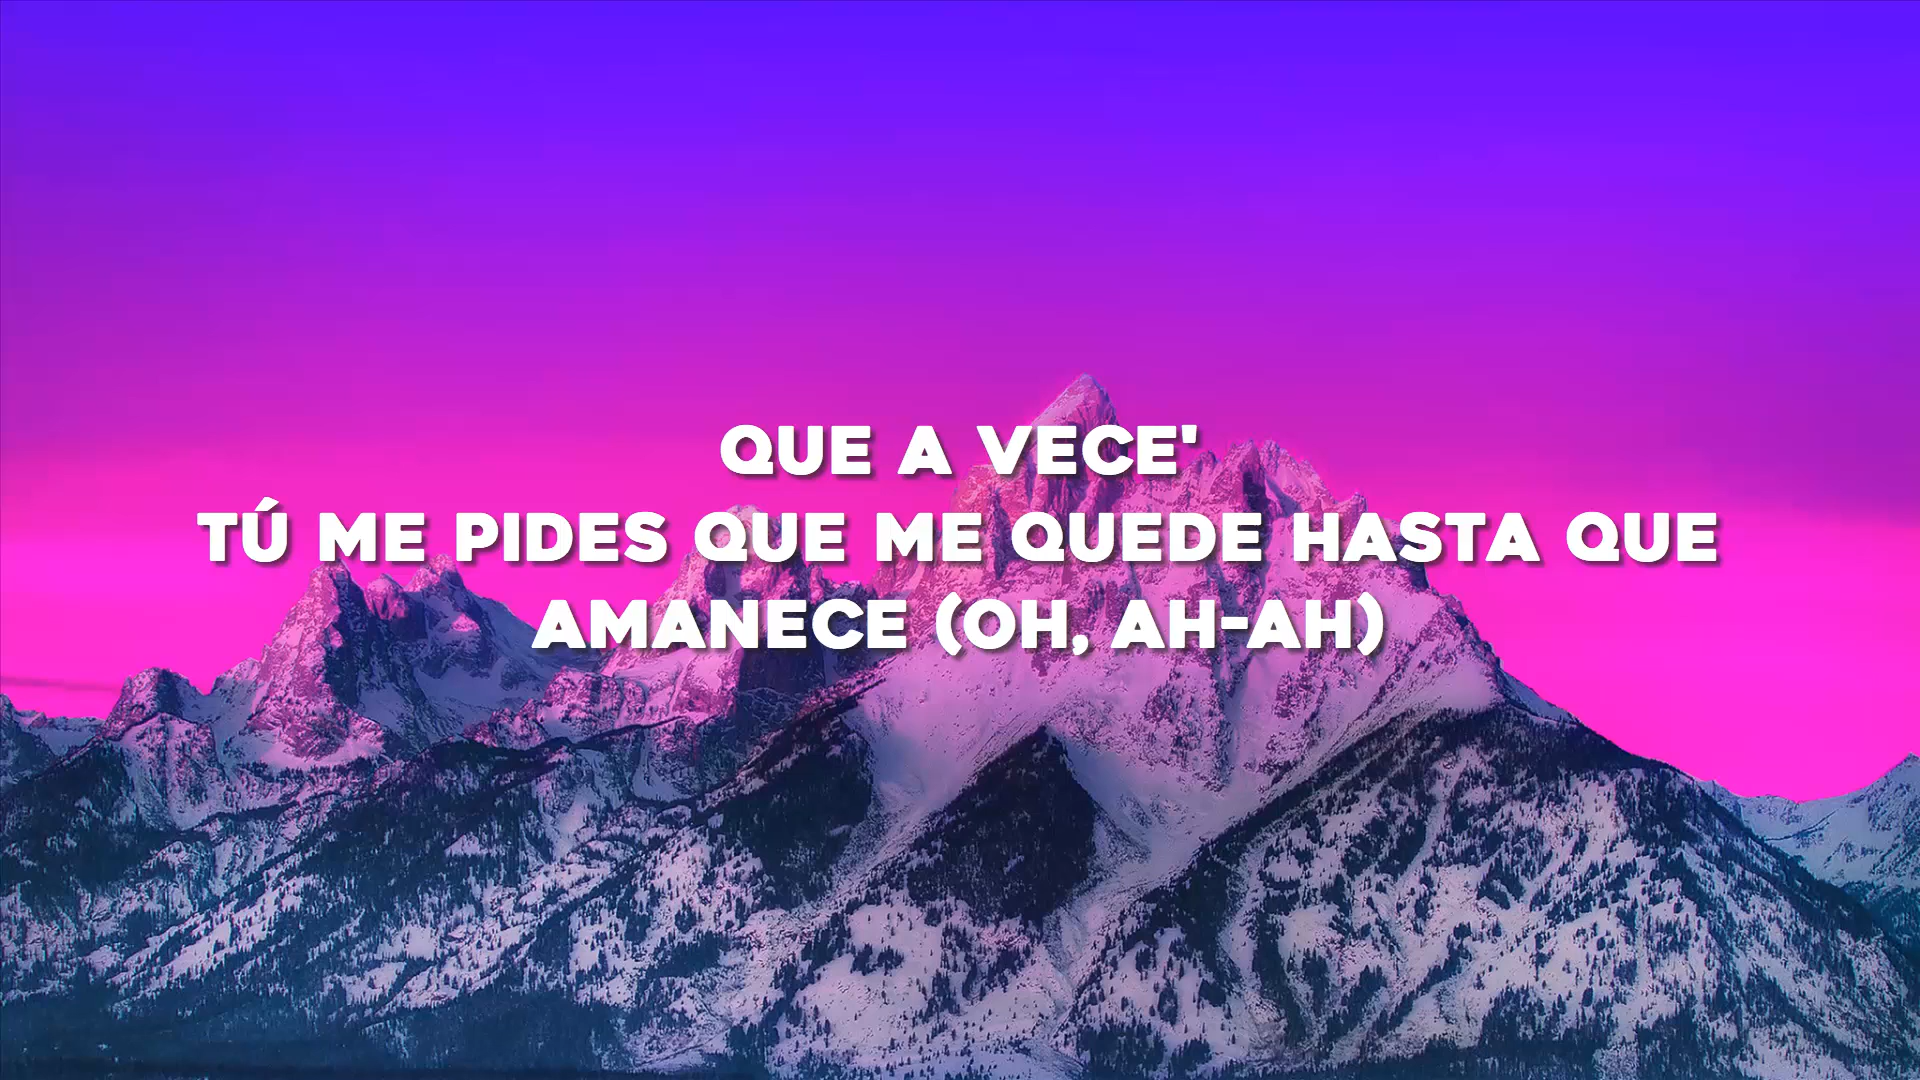 QUE A VECE'
TÚ ME PIDES QUE ME QUEDE HASTA QUE
AMANECE (OH, AH-AH)